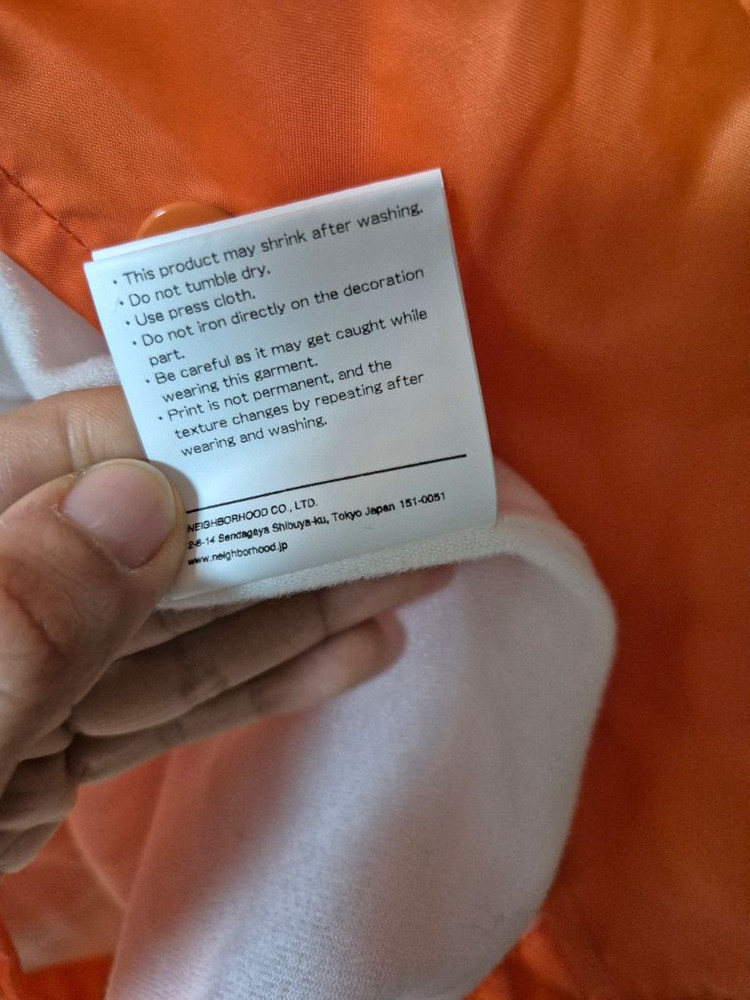 · This product may shrink after washing.
· Do not tumble dry.
· Use press cloth.
· Do not iron directly on the decoration
part.
· Be careful as it may get caught while
wearing this garment.
· Print is not permanent, and the
texture changes by repeating after
wearing and washing.
NEIGHBORHOOD CO., LTD.
2-6-14 Sendagaya Shibuya-ku, Tokyo Japan 151-0051
www.neighborhood.jp